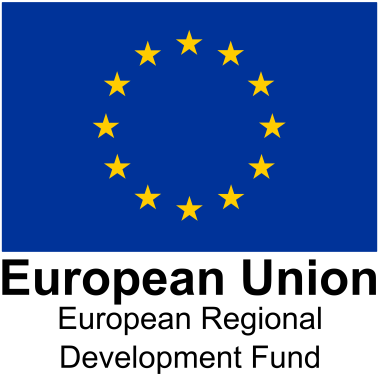 European Union
European Regional
Development Fund